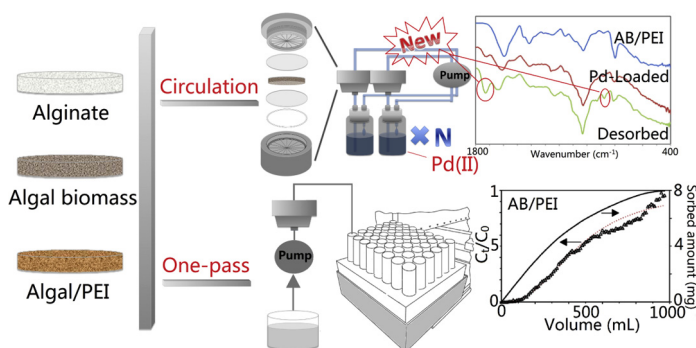 Alginate
Algal biomass
Algal/PEI
Circulation
One-pass
New
Pump
× N
Pd(II)
Pump
AB/PEI
Pd-Loaded
Desorbed
1800
Wavenumber (cm⁻¹)
400
AB/PEI
1
0.5
0
Cₜ/C₀
0
500
1000
Volume (mL)
8
6
4
2
0
Sorbed amount (mg)